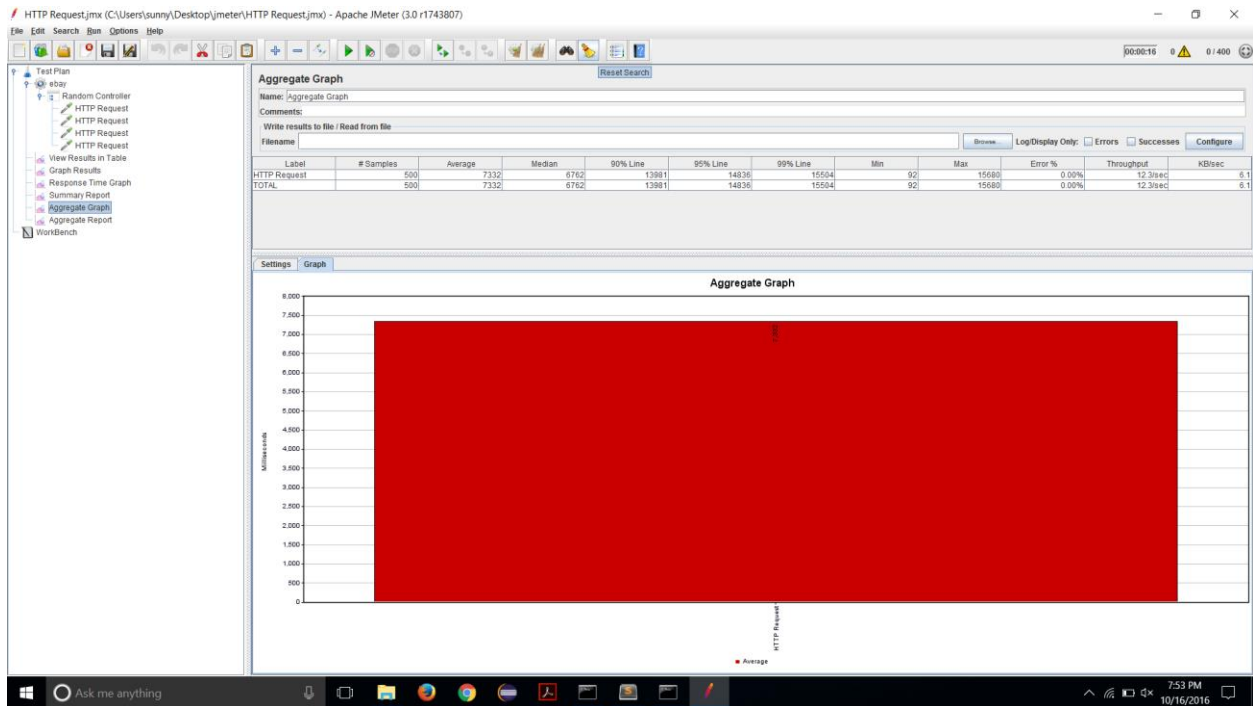 HTTP Request.jmx (C:\Users\sunny\Desktop\jmeter\HTTP Request.jmx) - Apache JMeter (3.0 r1743807)
File Edit Search Run Options Help
00:00:16 0 0 / 400
Reset Search
Test Plan
ebay
Random Controller
HTTP Request
HTTP Request
HTTP Request
HTTP Request
View Results in Table
Graph Results
Response Time Graph
Summary Report
Aggregate Graph
Aggregate Report
WorkBench
Aggregate Graph
Name: Aggregate Graph
Comments:
Write results to file / Read from file
Filename Browse... Log/Display Only: Errors Successes Configure
Label # Samples Average Median 90% Line 95% Line 99% Line Min Max Error % Throughput KB/sec
HTTP Request 500 7332 6762 13981 14836 15504 92 15680 0.00% 12.3/sec 6.1
TOTAL 500 7332 6762 13981 14836 15504 92 15680 0.00% 12.3/sec 6.1
Settings Graph
Aggregate Graph
8,000
7,500
7,000
6,500
6,000
5,500
5,000
4,500
4,000
3,500
3,000
2,500
2,000
1,500
1,000
500
0
Milliseconds
HTTP Request
Average
Ask me anything
7:53 PM
10/16/2016